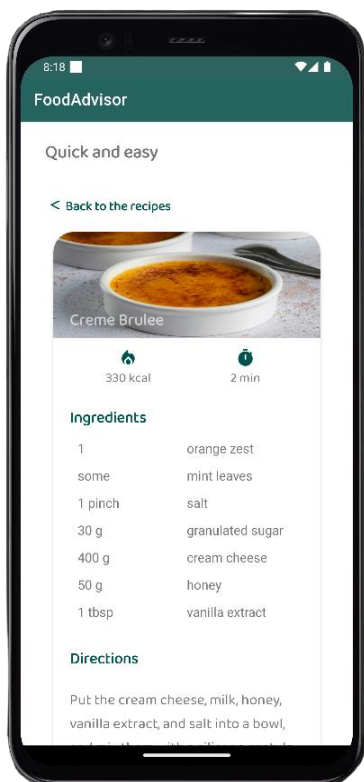 8:18
FoodAdvisor
Quick and easy
< Back to the recipes
Creme Brulee
330 kcal 2 min
Ingredients
1 orange zest
some mint leaves
1 pinch salt
30 g granulated sugar
400 g cream cheese
50 g honey
1 tbsp vanilla extract
Directions
Put the cream cheese, milk, honey,
vanilla extract, and salt into a bowl,